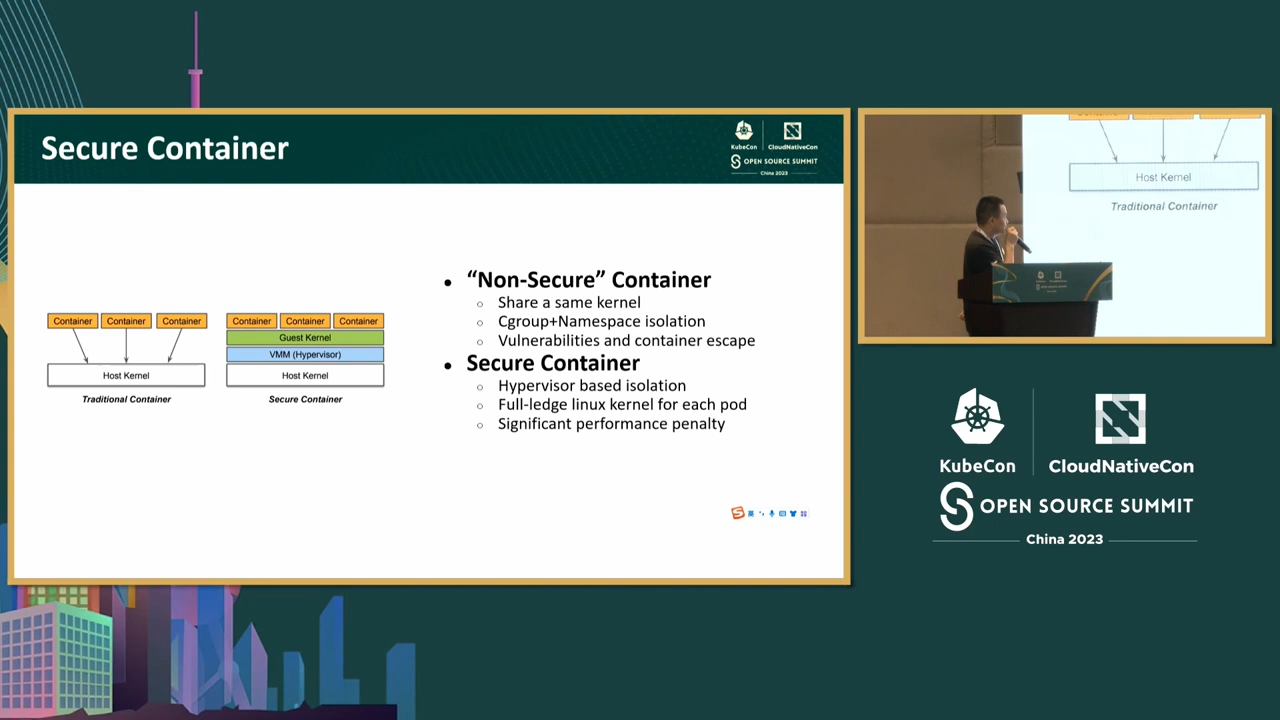 Secure Container
KubeCon
CloudNativeCon
OPEN SOURCE SUMMIT
China 2023
Container
Container
Container
Host Kernel
Traditional Container
Container
Container
Container
Guest Kernel
VMM (Hypervisor)
Host Kernel
Secure Container
“Non-Secure” Container
Share a same kernel
Cgroup+Namespace isolation
Vulnerabilities and container escape
Secure Container
Hypervisor based isolation
Full-ledge linux kernel for each pod
Significant performance penalty
英
Host Kernel
Traditional Container
KubeCon
CloudNativeCon
OPEN SOURCE SUMMIT
China 2023